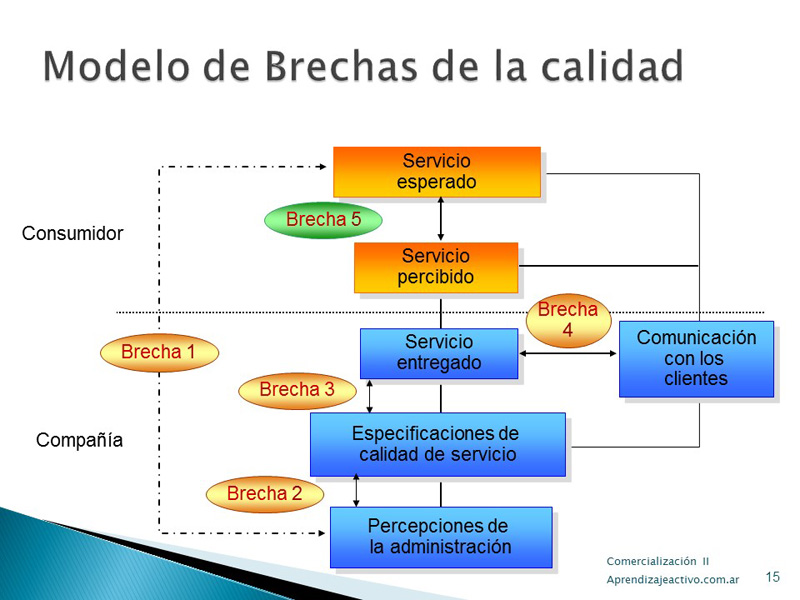 Modelo de Brechas de la calidad
Servicio
esperado
Brecha 5
Consumidor
Servicio
percibido
Brecha
4
Servicio
entregado
Comunicación
con los
clientes
Brecha 1
Brecha 3
Compañía
Especificaciones de
calidad de servicio
Brecha 2
Percepciones de
la administración
Comercialización II
Aprendizajeactivo.com.ar
15